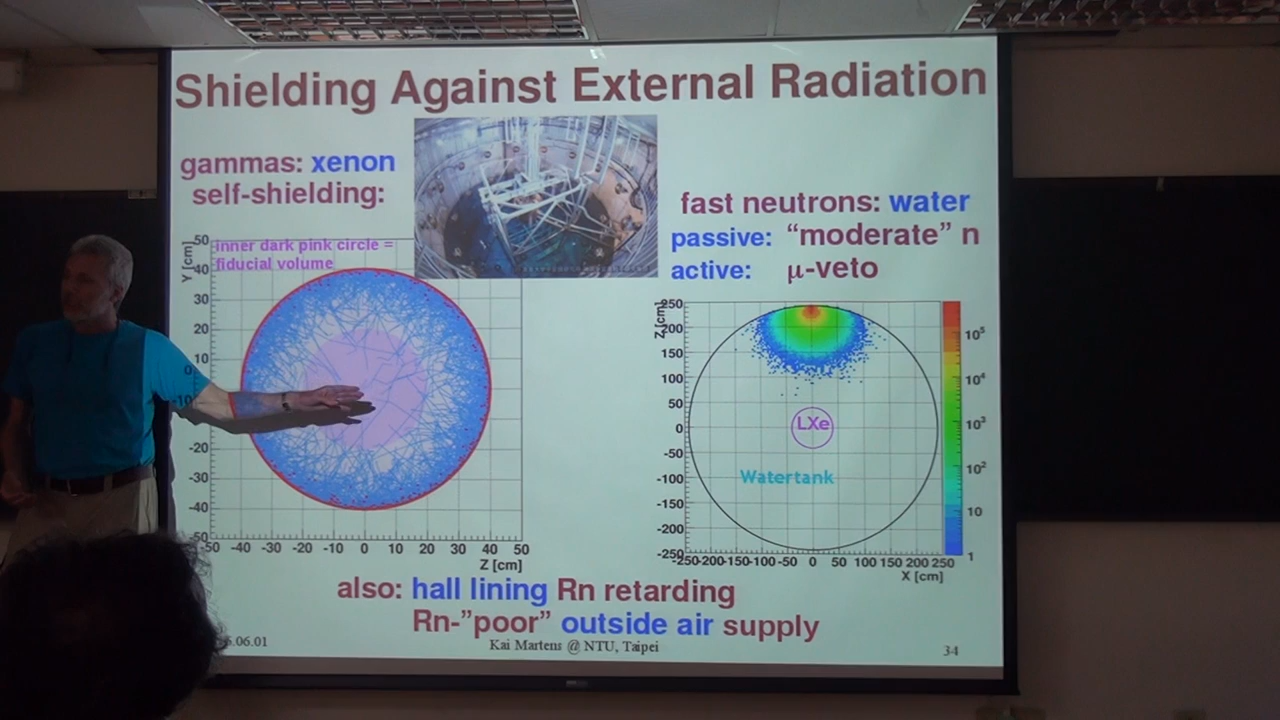 Shielding Against External Radiation
gammas: xenon
self-shielding:
fast neutrons: water
passive: “moderate” n
active: μ-veto
inner dark pink circle =
fiducial volume
Y [cm]
50
40
30
20
10
0
-10
-20
-30
-40
-50
-50 -40 -30 -20 -10 0 10 20 30 40 50
Z [cm]
Z [cm]
250
200
150
100
50
0
-50
-100
-150
-200
-250
LXe
Watertank
-250-200-150-100-50 0 50 100 150 200 250
X [cm]
10⁵
10⁴
10³
10²
10
1
also: hall lining Rn retarding
Rn-”poor” outside air supply
.06.01
Kai Martens @ NTU, Taipei
34